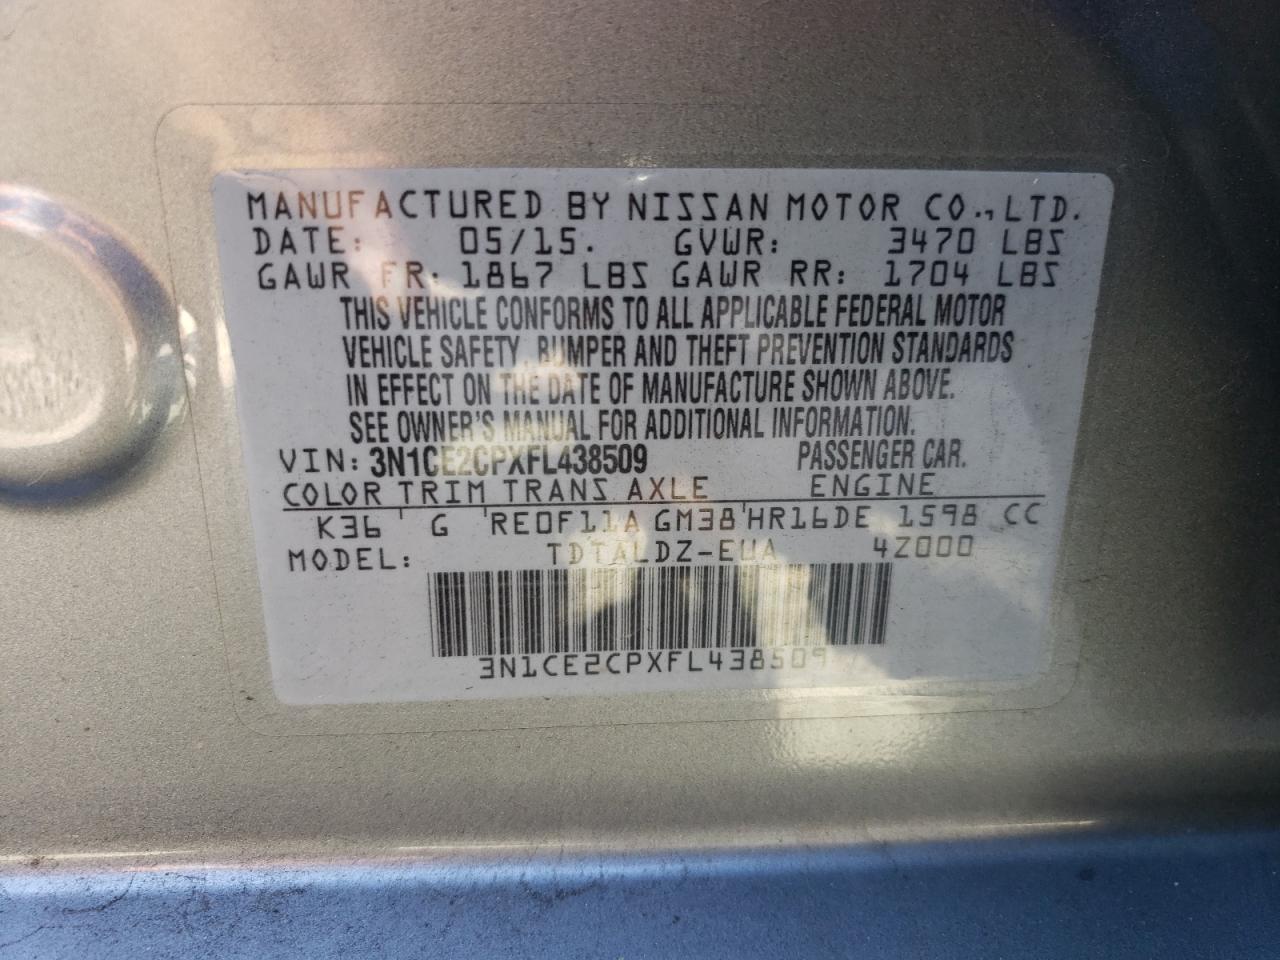 MANUFACTURED BY NISSAN MOTOR CO., LTD.
DATE: 05/15. GVWR: 3470 LBS
GAWR FR: 1867 LBS GAWR RR: 1704 LBS
THIS VEHICLE CONFORMS TO ALL APPLICABLE FEDERAL MOTOR
VEHICLE SAFETY, BUMPER AND THEFT PREVENTION STANDARDS
IN EFFECT ON THE DATE OF MANUFACTURE SHOWN ABOVE.
SEE OWNER'S MANUAL FOR ADDITIONAL INFORMATION.
VIN: 3N1CE2CPXFL438509 PASSENGER CAR.
COLOR TRIM TRANS AXLE ENGINE
K36 ' G ' RE0F11A GM38 ' HR16DE 1598 CC
MODEL: TDTALDZ-EUA 4Z000
3N1CE2CPXFL438509